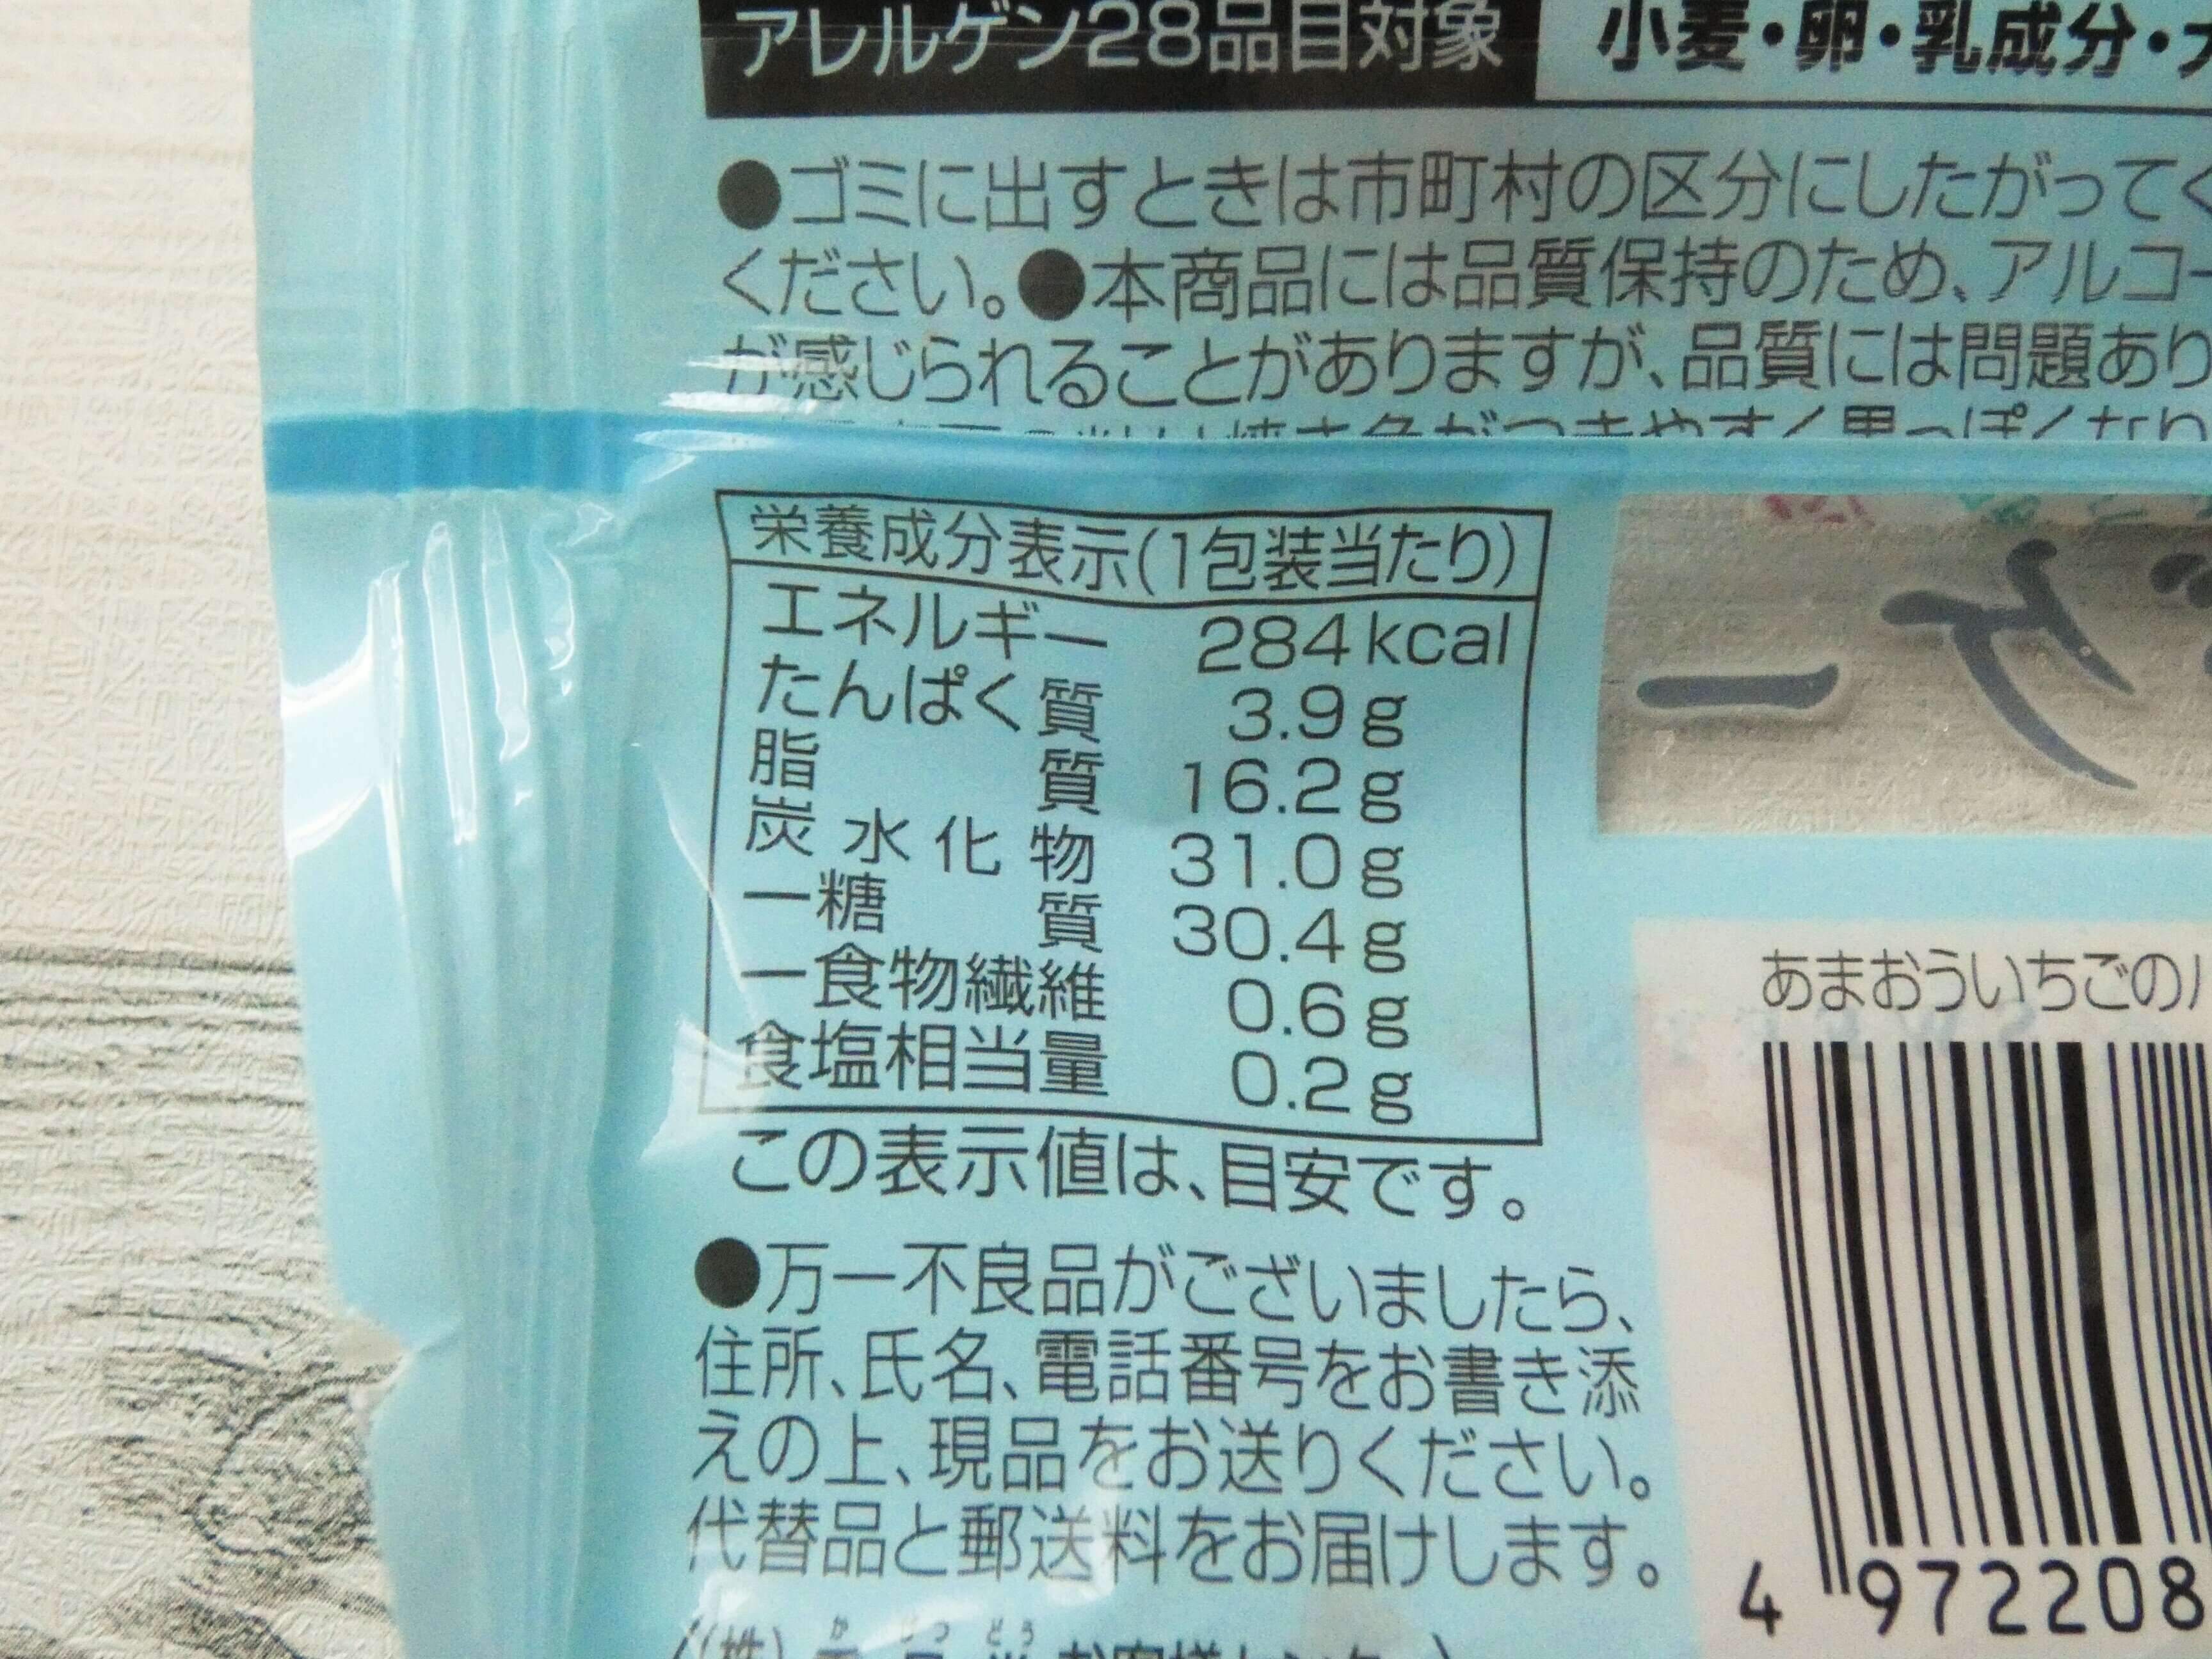 アレルゲン28品目対象 小麦・卵・乳成分・
●ゴミに出すときは市町村の区分にしたがってく
ください。●本商品には品質保持のため、アルコー
が感じられることがありますが、品質には問題あり
栄養成分表示(1包装当たり)
エネルギー 284kcal
たんぱく質 3.9g
脂質 16.2g
炭水化物 31.0g
ー糖質 30.4g
ー食物繊維 0.6g
食塩相当量 0.2g
この表示値は、目安です。
●万一不良品がございましたら、
住所、氏名、電話番号をお書き添
えの上、現品をお送りください。
代替品と郵送料をお届けします。
あまおういちごの
4 972208